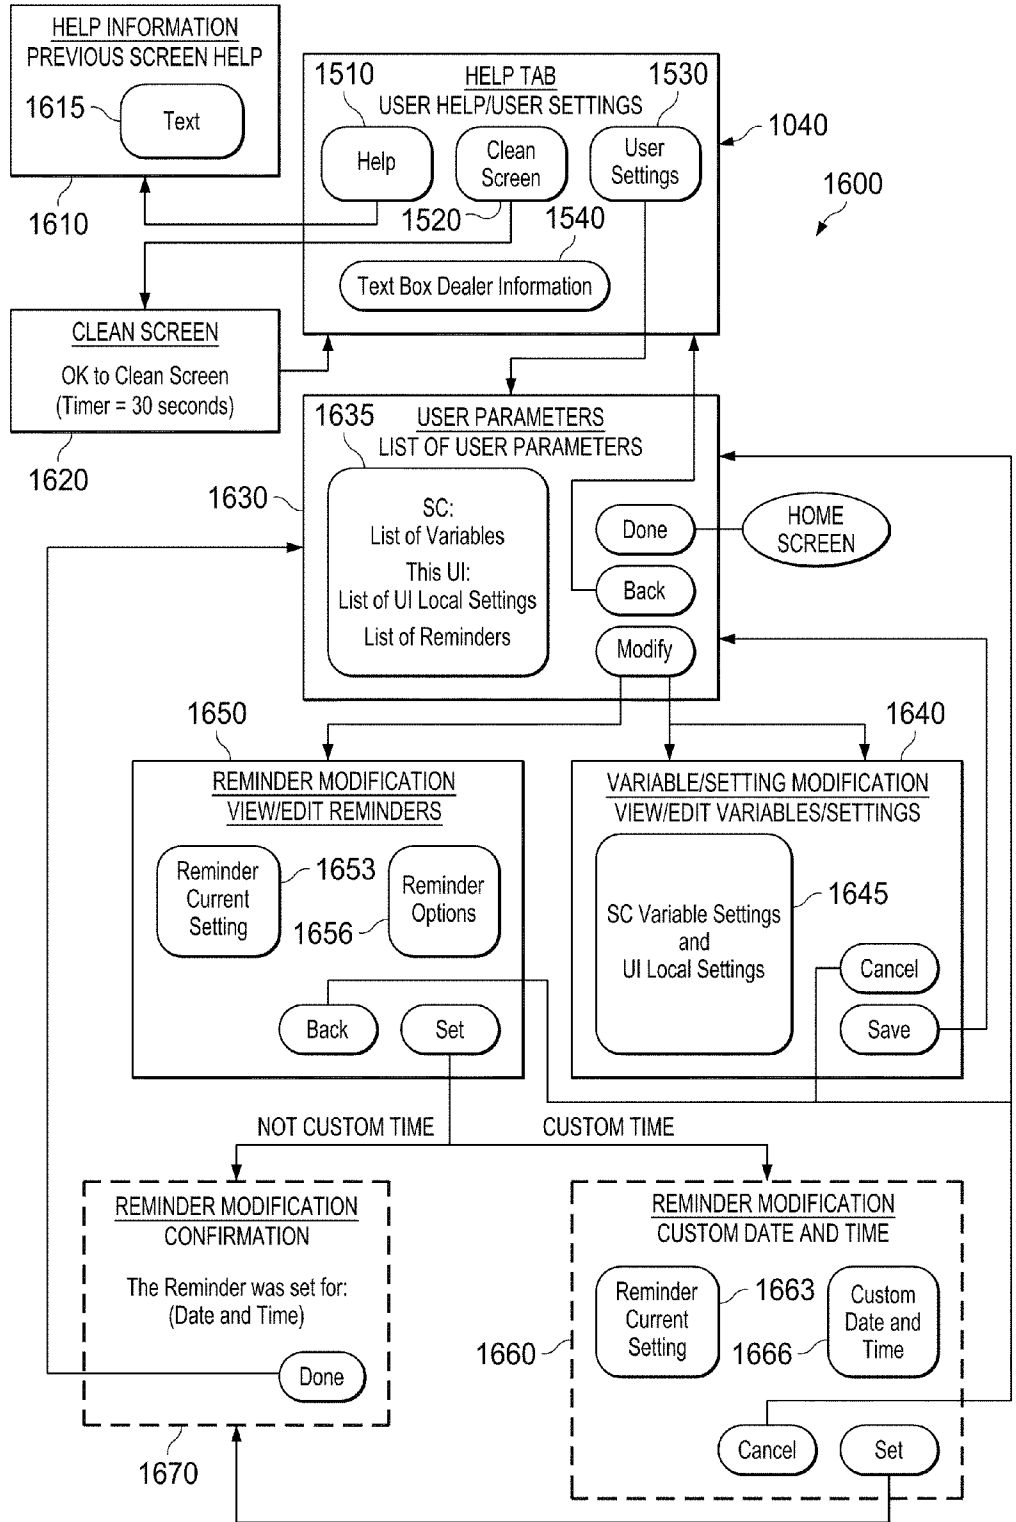 HELP INFORMATION
PREVIOUS SCREEN HELP
1615
Text
1610
1510
HELP TAB
1530
USER HELP/USER SETTINGS
Help
Clean
Screen
User
Settings
1520
1540
Text Box Dealer Information
1040
1600
CLEAN SCREEN
OK to Clean Screen
(Timer = 30 seconds)
1620
1635
USER PARAMETERS
LIST OF USER PARAMETERS
1630
SC:
List of Variables
This UI:
List of UI Local Settings
List of Reminders
Done
Back
Modify
HOME
SCREEN
1650
REMINDER MODIFICATION
VIEW/EDIT REMINDERS
Reminder
Current
Setting
1653
1656
Reminder
Options
Back
Set
1640
VARIABLE/SETTING MODIFICATION
VIEW/EDIT VARIABLES/SETTINGS
SC Variable Settings
and
UI Local Settings
1645
Cancel
Save
NOT CUSTOM TIME
CUSTOM TIME
REMINDER MODIFICATION
CONFIRMATION
The Reminder was set for:
(Date and Time)
Done
1670
REMINDER MODIFICATION
CUSTOM DATE AND TIME
Reminder
Current
Setting
1663
1660
1666
Custom
Date and
Time
Cancel
Set